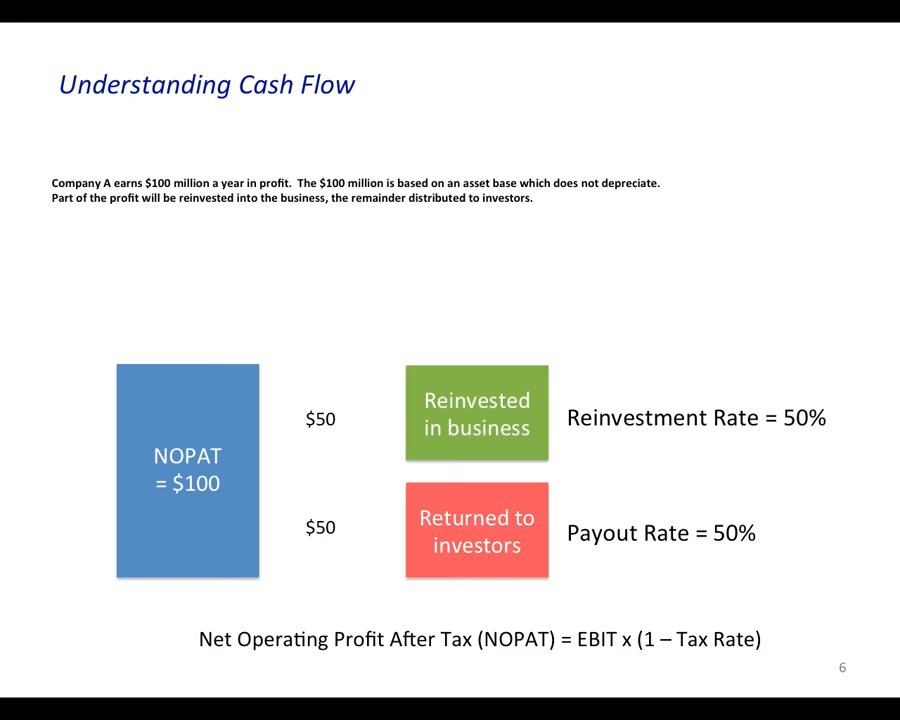 Understanding Cash Flow
Company A earns $100 million a year in profit.  The $100 million is based on an asset base which does not depreciate.
Part of the profit will be reinvested into the business, the remainder distributed to investors.
NOPAT
= $100
$50
Reinvested
in business
Reinvestment Rate = 50%
$50
Returned to
investors
Payout Rate = 50%
Net Operating Profit After Tax (NOPAT) = EBIT x (1 – Tax Rate)
6